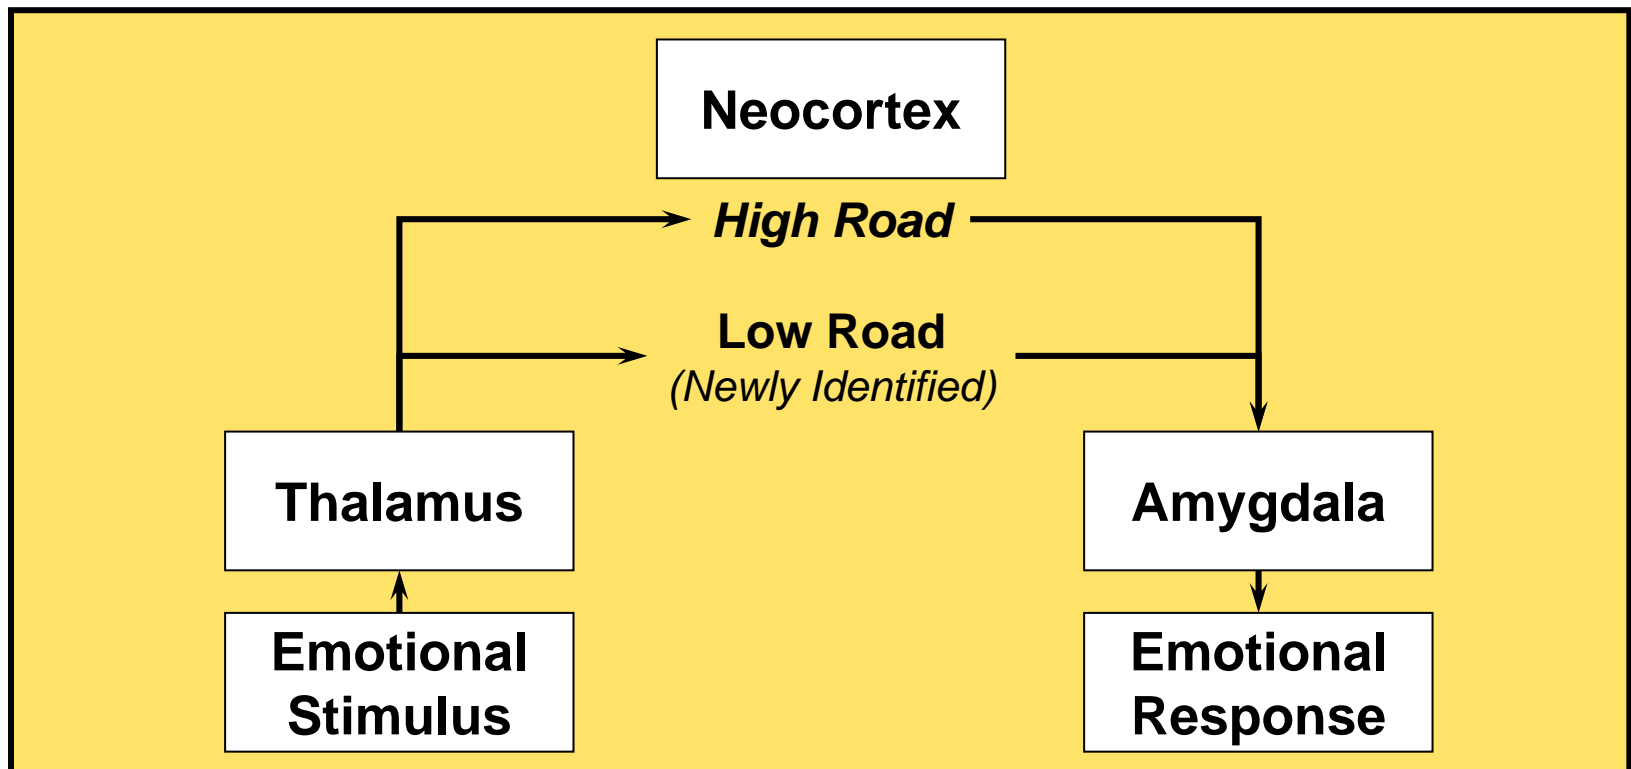 Neocortex
High Road
Low Road
(Newly Identified)
Thalamus
Amygdala
Emotional
Stimulus
Emotional
Response